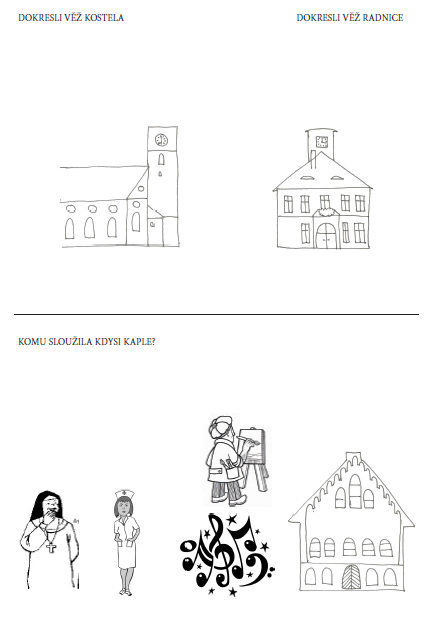 DOKRESLI VĚŽ KOSTELA
DOKRESLI VĚŽ RADNICE
KOMU SLOUŽILA KDYSI KAPLE?